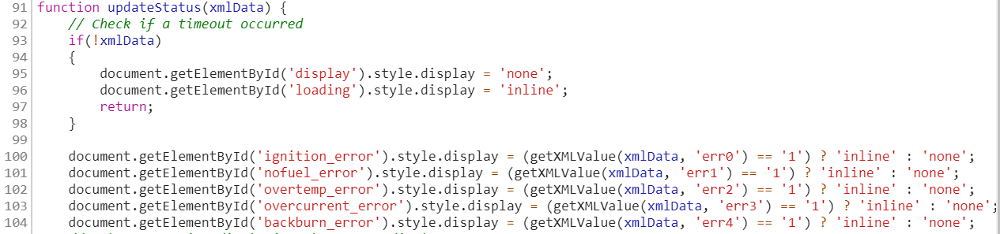 91 function updateStatus(xmlData) {
92     // Check if a timeout occurred
93     if(!xmlData)
94     {
95         document.getElementById('display').style.display = 'none';
96         document.getElementById('loading').style.display = 'inline';
97         return;
98     }
99
100     document.getElementById('ignition_error').style.display = (getXMLValue(xmlData, 'err0') == '1') ? 'inline' : 'none';
101     document.getElementById('nofuel_error').style.display = (getXMLValue(xmlData, 'err1') == '1') ? 'inline' : 'none';
102     document.getElementById('overtemp_error').style.display = (getXMLValue(xmlData, 'err2') == '1') ? 'inline' : 'none';
103     document.getElementById('overcurrent_error').style.display = (getXMLValue(xmlData, 'err3') == '1') ? 'inline' : 'none';
104     document.getElementById('backburn_error').style.display = (getXMLValue(xmlData, 'err4') == '1') ? 'inline' : 'none';